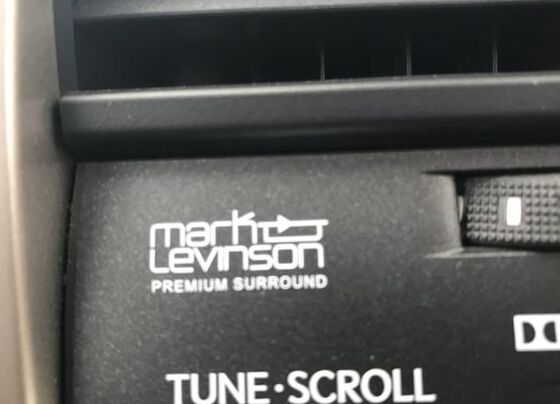 mark
Levinson
PREMIUM SURROUND
TUNE·SCROLL